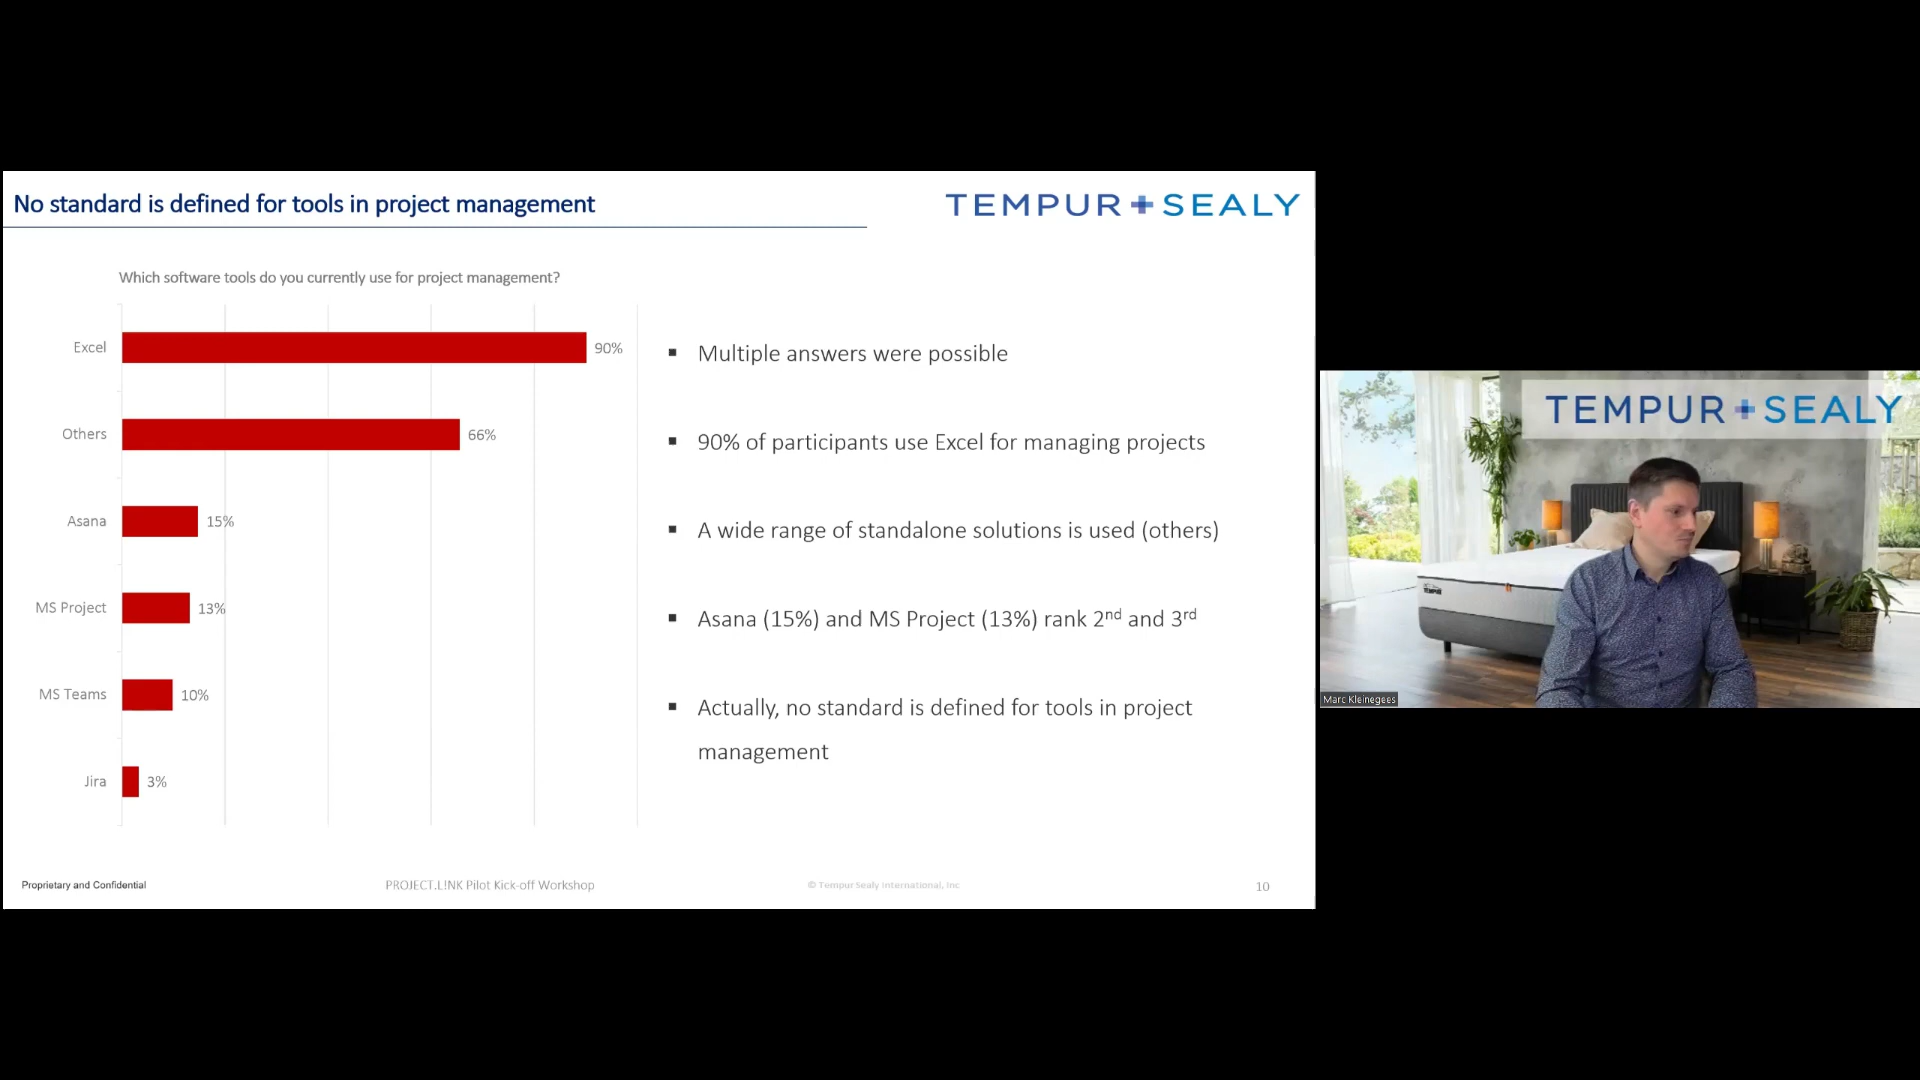 No standard is defined for tools in project management
TEMPUR + SEALY
Which software tools do you currently use for project management?
Excel 90%
Others 66%
Asana 15%
MS Project 13%
MS Teams 10%
Jira 3%
▪ Multiple answers were possible
▪ 90% of participants use Excel for managing projects
▪ A wide range of standalone solutions is used (others)
▪ Asana (15%) and MS Project (13%) rank 2nd and 3rd
▪ Actually, no standard is defined for tools in project
management
Proprietary and Confidential
PROJECT.L!NK Pilot Kick-off Workshop
© Tempur Sealy International, Inc
10
TEMPUR + SEALY
TEMPUR
Marc Kleinegees